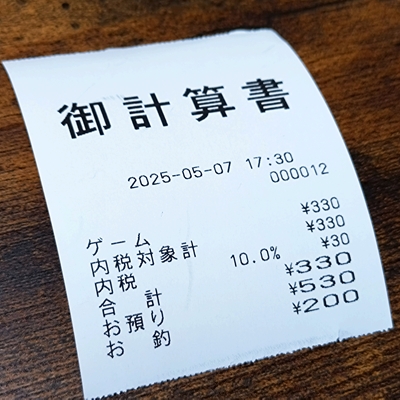 御計算書
2025-05-07 17:30
000012
ゲーム ¥330
内税対象計 ¥330
内税 10.0% ¥30
合計 ¥330
お預り ¥530
お釣 ¥200